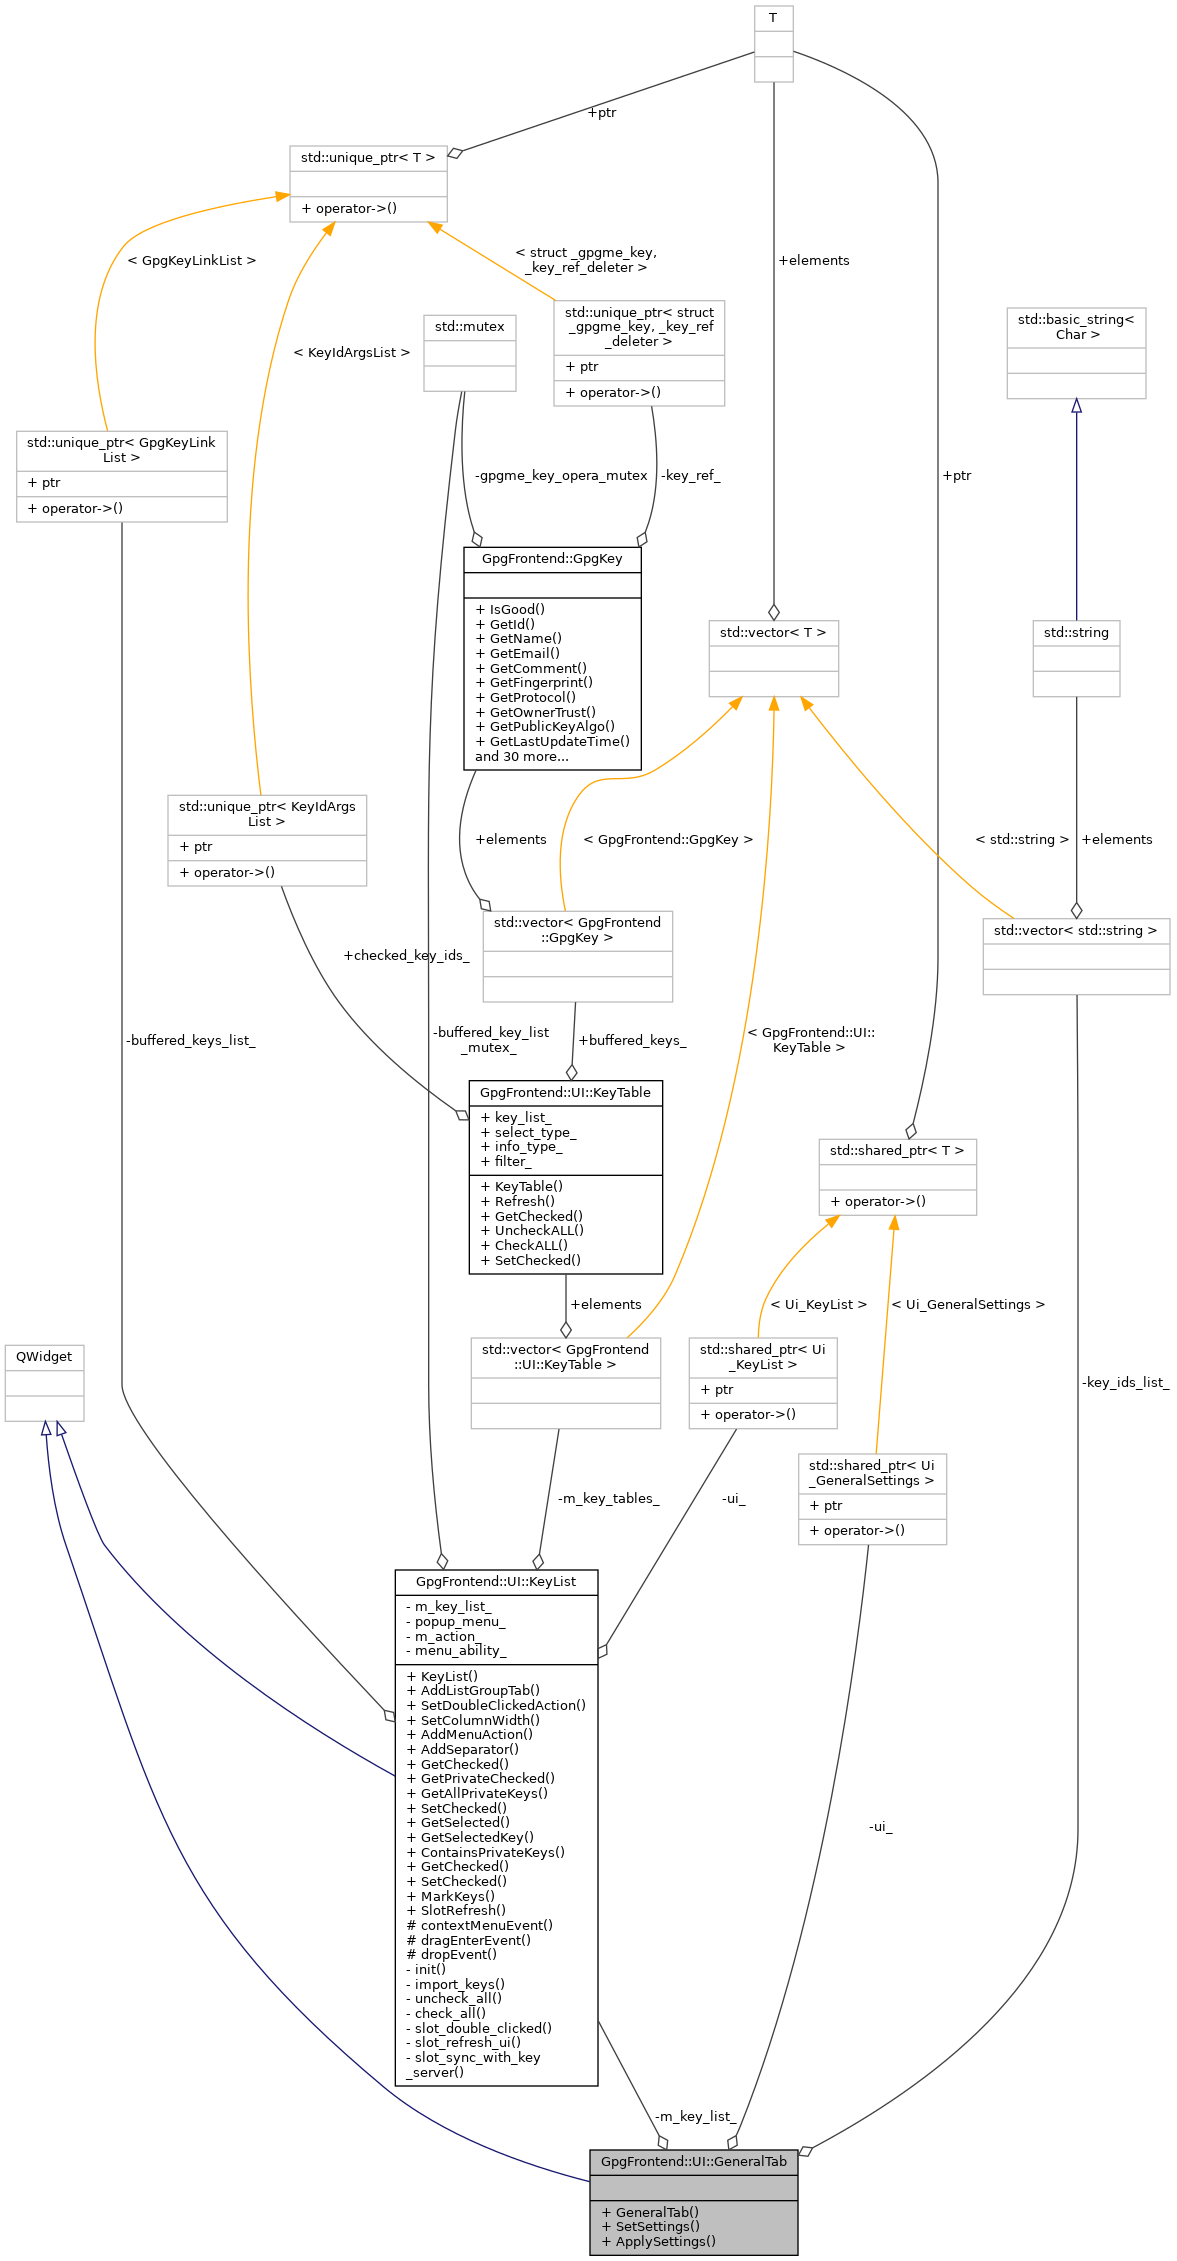 T
+ptr
std::unique_ptr< T >
+ operator->()
< GpgKeyLinkList >
< struct _gpgme_key,
_key_ref_deleter >
+elements
std::mutex
std::unique_ptr< struct
_gpgme_key, _key_ref
_deleter >
+ ptr
+ operator->()
std::basic_string<
Char >
< KeyIdArgsList >
std::unique_ptr< GpgKeyLink
List >
+ ptr
+ operator->()
-gpgme_key_opera_mutex
-key_ref_
+ptr
GpgFrontend::GpgKey
+ IsGood()
+ GetId()
+ GetName()
+ GetEmail()
+ GetComment()
+ GetFingerprint()
+ GetProtocol()
+ GetOwnerTrust()
+ GetPublicKeyAlgo()
+ GetLastUpdateTime()
and 30 more...
std::vector< T >
std::string
std::unique_ptr< KeyIdArgs
List >
+ ptr
+ operator->()
+elements
< GpgFrontend::GpgKey >
< std::string >
+elements
std::vector< GpgFrontend
::GpgKey >
std::vector< std::string >
+checked_key_ids_
-buffered_keys_list_
-buffered_key_list
_mutex_
+buffered_keys_
< GpgFrontend::UI::
KeyTable >
GpgFrontend::UI::KeyTable
+ key_list_
+ select_type_
+ info_type_
+ filter_
+ KeyTable()
+ Refresh()
+ GetChecked()
+ UncheckALL()
+ CheckALL()
+ SetChecked()
std::shared_ptr< T >
+ operator->()
+elements
< Ui_KeyList >
< Ui_GeneralSettings >
QWidget
std::vector< GpgFrontend
::UI::KeyTable >
std::shared_ptr< Ui
_KeyList >
+ ptr
+ operator->()
-key_ids_list_
std::shared_ptr< Ui
_GeneralSettings >
+ ptr
+ operator->()
-m_key_tables_
-ui_
GpgFrontend::UI::KeyList
- m_key_list_
- popup_menu_
- m_action_
- menu_ability_
+ KeyList()
+ AddListGroupTab()
+ SetDoubleClickedAction()
+ SetColumnWidth()
+ AddMenuAction()
+ AddSeparator()
+ GetChecked()
+ GetPrivateChecked()
+ GetAllPrivateKeys()
+ SetChecked()
+ GetSelected()
+ GetSelectedKey()
+ ContainsPrivateKeys()
+ GetChecked()
+ SetChecked()
+ MarkKeys()
+ SlotRefresh()
# contextMenuEvent()
# dragEnterEvent()
# dropEvent()
- init()
- import_keys()
- uncheck_all()
- check_all()
- slot_double_clicked()
- slot_refresh_ui()
- slot_sync_with_key
_server()
-ui_
-m_key_list_
GpgFrontend::UI::GeneralTab
+ GeneralTab()
+ SetSettings()
+ ApplySettings()